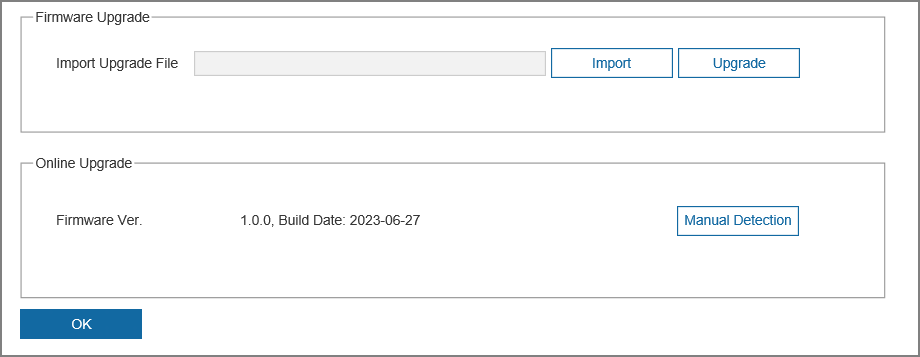 Firmware Upgrade
Import Upgrade File Import Upgrade
Online Upgrade
Firmware Ver. 1.0.0, Build Date: 2023-06-27 Manual Detection
OK